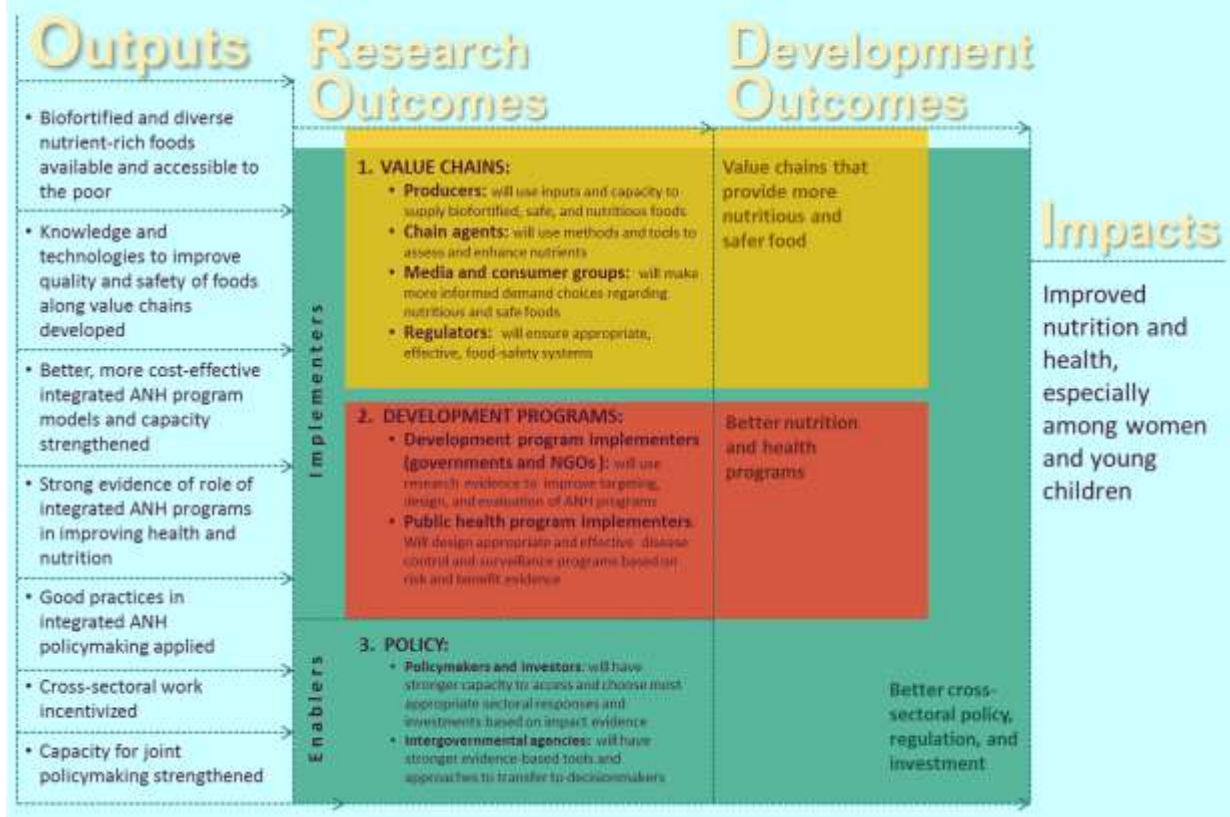 Outputs
• Biofortified and diverse
nutrient-rich foods
available and accessible to
the poor
• Knowledge and
technologies to improve
quality and safety of foods
along value chains
developed
• Better, more cost-effective
integrated ANH program
models and capacity
strengthened
• Strong evidence of role of
integrated ANH programs
in improving health and
nutrition
• Good practices in
integrated ANH
policymaking applied
• Cross-sectoral work
incentivized
• Capacity for joint
policymaking strengthened
Research
Outcomes
Implementers
1. VALUE CHAINS:
• Producers: will use inputs and capacity to
supply biofortified, safe, and nutritious foods
• Chain agents: will use methods and tools to
assess and enhance nutrients
• Media and consumer groups: will make
more informed demand choices regarding
nutritious and safe foods
• Regulators: will ensure appropriate,
effective, food-safety systems
2. DEVELOPMENT PROGRAMS:
• Development program implementers
(governments and NGOs): will use
research evidence to improve targeting,
design, and evaluation of ANH programs
• Public health program implementers
Will design appropriate and effective disease
control and surveillance programs based on
risk and benefit evidence
Enablers
3. POLICY:
• Policymakers and investors: will have
stronger capacity to access and choose most
appropriate sectoral responses and
investments based on impact evidence
• Intergovernmental agencies: will have
stronger evidence-based tools and
approaches to transfer to decisionmakers
Development
Outcomes
Value chains that
provide more
nutritious and
safer food
Better nutrition
and health
programs
Better cross-
sectoral policy,
regulation, and
investment
Impacts
Improved
nutrition and
health,
especially
among women
and young
children